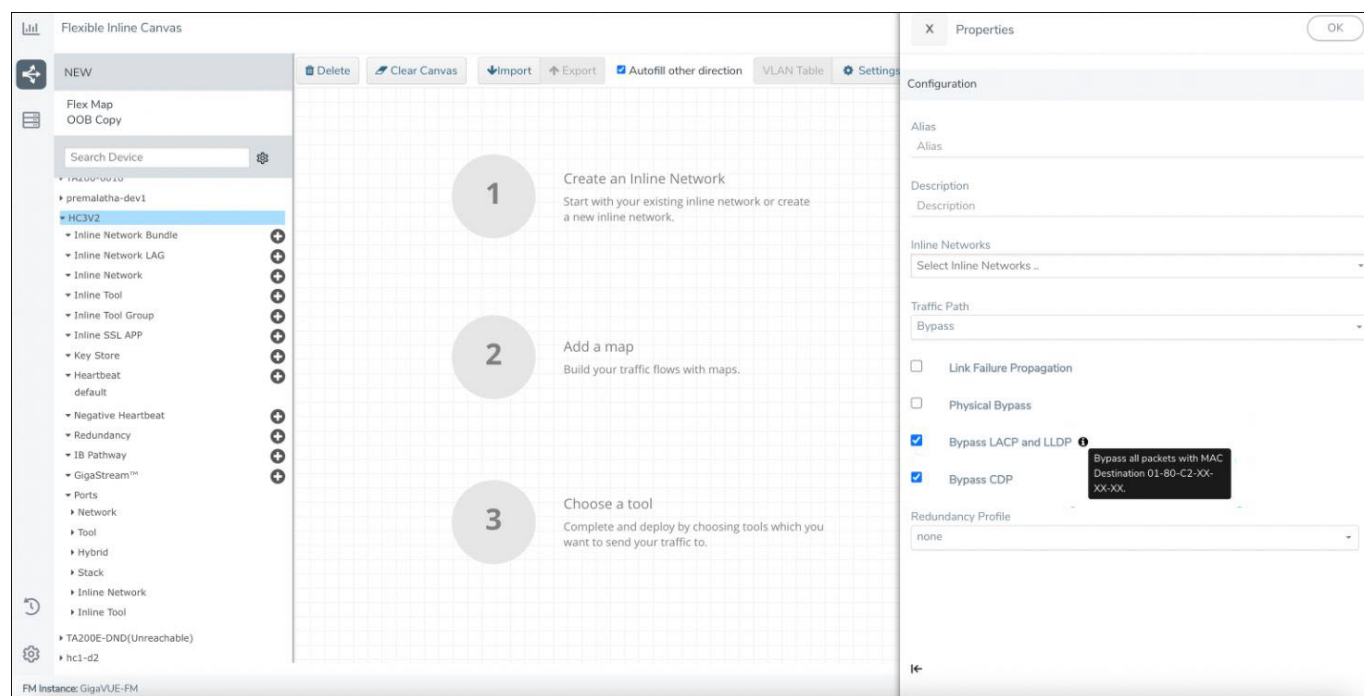 Flexible Inline Canvas
X Properties
OK
NEW
Delete
Clear Canvas
Import
Export
Autofill other direction
VLAN Table
Settings
Flex Map
OOB Copy
Search Device
premalatha-dev1
HC3V2
Inline Network Bundle
Inline Network LAG
Inline Network
Inline Tool
Inline Tool Group
Inline SSL APP
Key Store
Heartbeat
default
Negative Heartbeat
Redundancy
IB Pathway
GigaStream™
Ports
Network
Tool
Hybrid
Stack
Inline Network
Inline Tool
TA200E-DND(Unreachable)
hc1-d2
1
Create an Inline Network
Start with your existing inline network or create
a new inline network.
2
Add a map
Build your traffic flows with maps.
3
Choose a tool
Complete and deploy by choosing tools which you
want to send your traffic to.
Configuration
Alias
Alias
Description
Description
Inline Networks
Select Inline Networks ..
Traffic Path
Bypass
Link Failure Propagation
Physical Bypass
Bypass LACP and LLDP
Bypass all packets with MAC
Destination 01-80-C2-XX-
XX-XX.
Bypass CDP
Redundancy Profile
none
FM Instance: GigaVUE-FM